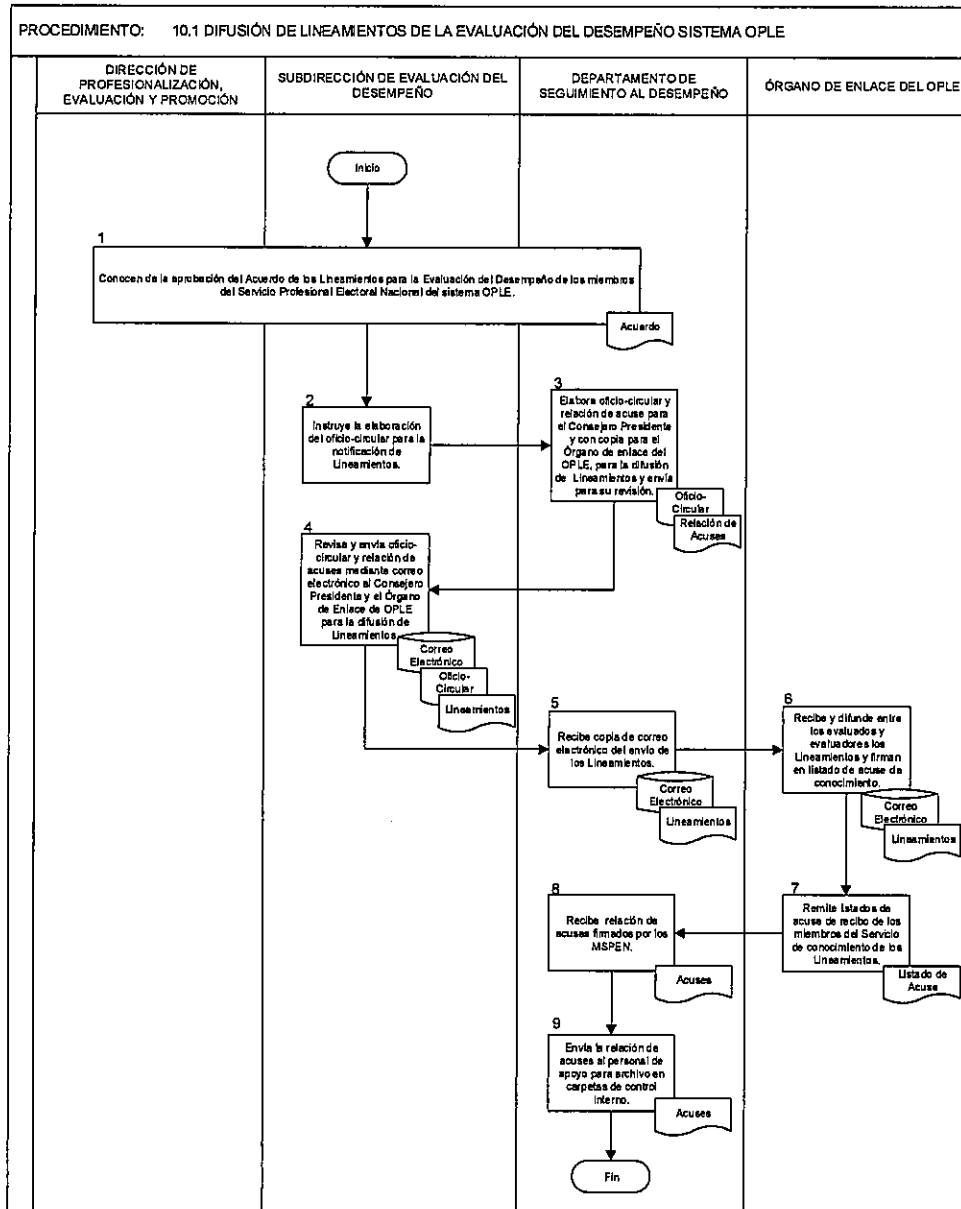 PROCEDIMIENTO: 10.1 DIFUSIÓN DE LINEAMIENTOS DE LA EVALUACIÓN DEL DESEMPEÑO SISTEMA OPLE
DIRECCIÓN DE
PROFESIONALIZACIÓN,
EVALUACIÓN Y PROMOCIÓN
SUBDIRECCIÓN DE EVALUACIÓN DEL
DESEMPEÑO
DEPARTAMENTO DE
SEGUIMIENTO AL DESEMPEÑO
ÓRGANO DE ENLACE DEL OPLE
Inicio
1
Conocen de la aprobación del Acuerdo de los Lineamientos para la Evaluación del Desempeño de los miembros
del Servicio Profesional Electoral Nacional del sistema OPLE.
Acuerdo
2
Instruye la elaboración
del oficio-circular para la
notificación de
Lineamientos.
3
Elabora oficio-circular y
relación de acuse para
el Consejero Presidente
y con copia para el
Órgano de enlace del
OPLE, para la difusión
de Lineamientos y envía
para su revisión.
Oficio-
Circular
Relación de
Acuses
4
Revisa y envía oficio-
circular y relación de
acuses mediante correo
electrónico al Consejero
Presidente y el Órgano
de Enlace de OPLE
para la difusión de
Lineamientos
Correo
Electrónico
Oficio-
Circular
Lineamientos
5
Recibe copia de correo
electrónico del envío de
los Lineamientos.
Correo
Electrónico
Lineamientos
6
Recibe y difunde entre
los evaluados y
evaluadores los
Lineamientos y firman
en listado de acuse de
conocimiento.
Correo
Electrónico
Lineamientos
7
Remite listados de
acuse de recibo de los
miembros del Servicio
de conocimiento de los
Lineamientos.
Listado de
Acuse
8
Recibe relación de
acuses firmados por los
MSPEN.
Acuses
9
Envía la relación de
acuses al personal de
apoyo para archivo en
carpetas de control
interno.
Acuses
Fin